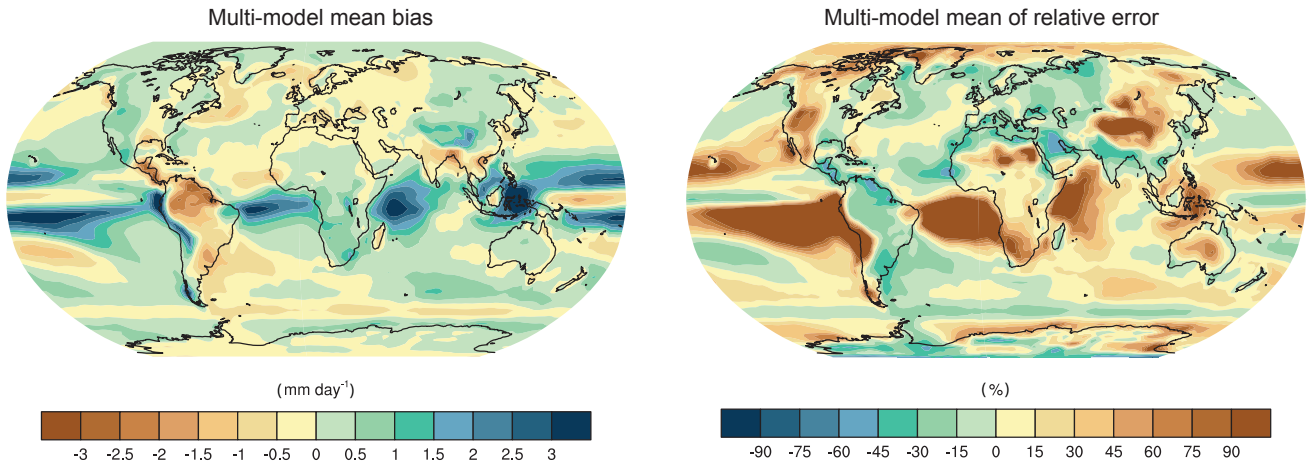 Multi-model mean bias
Multi-model mean of relative error
(mm day-1)
-3 -2.5 -2 -1.5 -1 -0.5 0 0.5 1 1.5 2 2.5 3
(%)
-90 -75 -60 -45 -30 -15 0 15 30 45 60 75 90